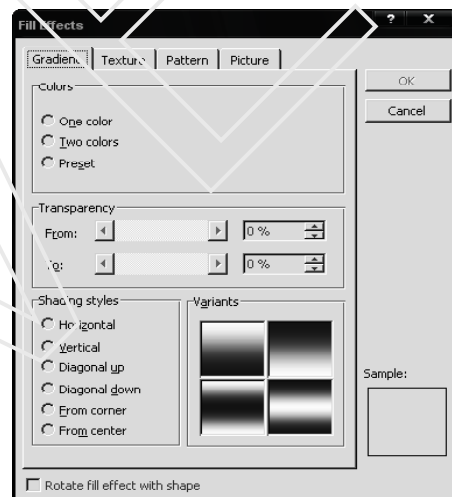 Fill Effects ? X
Gradient Texture Pattern Picture
Colors
One color
Two colors
Preset
Transparency
From: 0 %
To: 0 %
Shading styles
Horizontal
Vertical
Diagonal up
Diagonal down
From corner
From center
Variants
OK
Cancel
Sample:
Rotate fill effect with shape